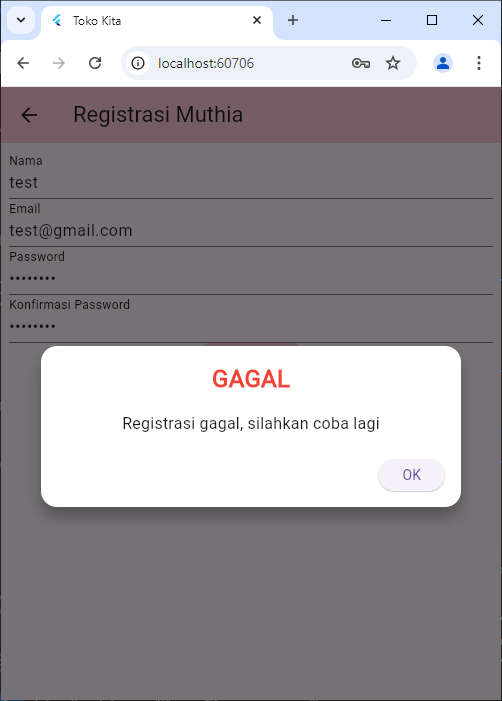 Toko Kita
localhost:60706
Registrasi Muthia
Nama
test
Email
test@gmail.com
Password
••••••••
Konfirmasi Password
••••••••
GAGAL
Registrasi gagal, silahkan coba lagi
OK